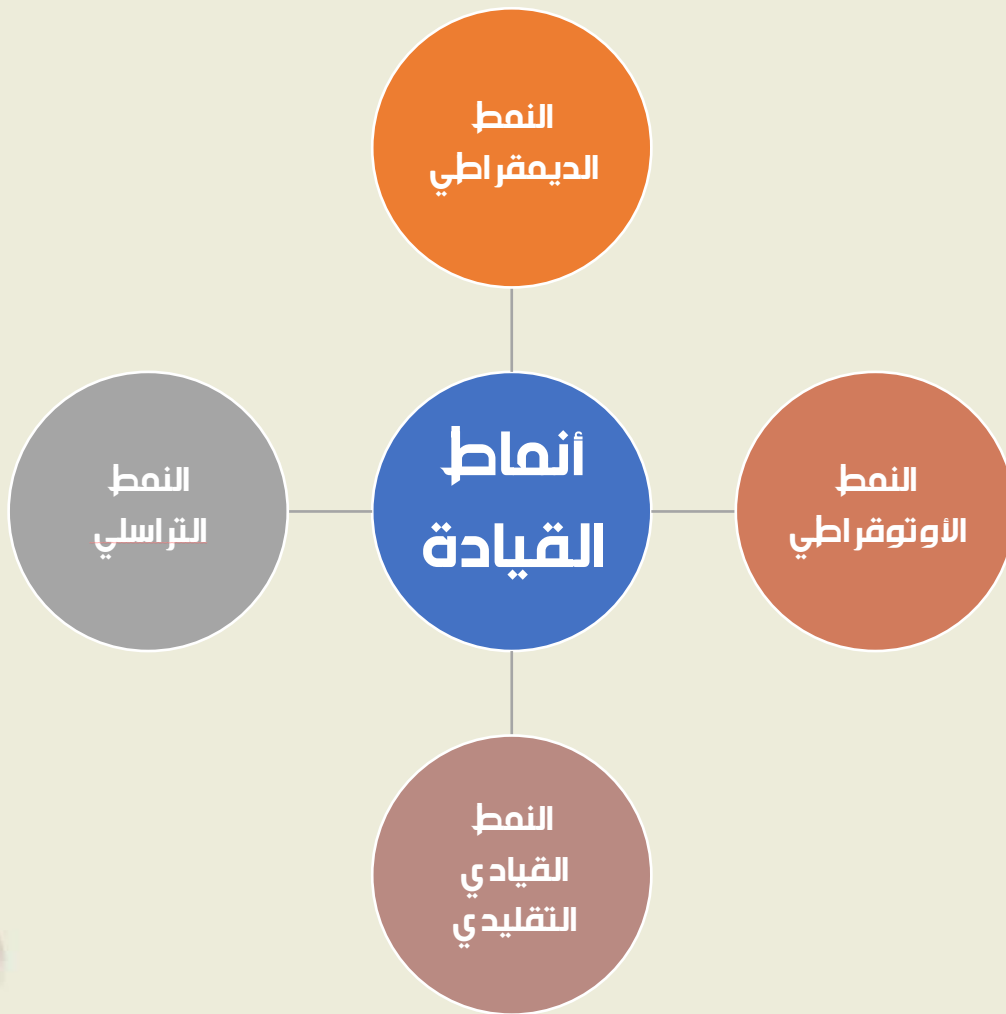 النمط
الديمقراطي
أنماط
القيادة
النمط
الأوتوقراطي
النمط
القيادي
التقليدي
النمط
التراسلي